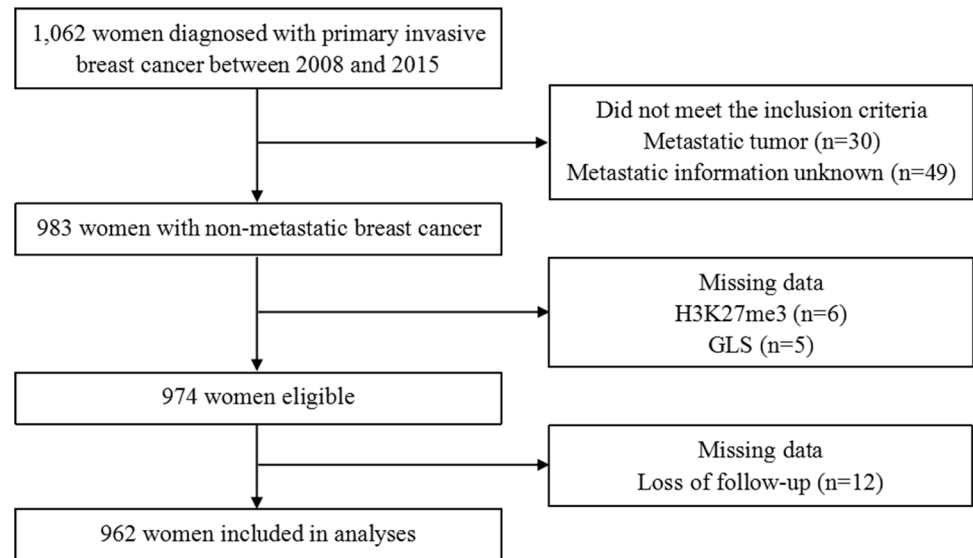 1,062 women diagnosed with primary invasive
breast cancer between 2008 and 2015
Did not meet the inclusion criteria
Metastatic tumor (n=30)
Metastatic information unknown (n=49)
983 women with non-metastatic breast cancer
Missing data
H3K27me3 (n=6)
GLS (n=5)
974 women eligible
Missing data
Loss of follow-up (n=12)
962 women included in analyses